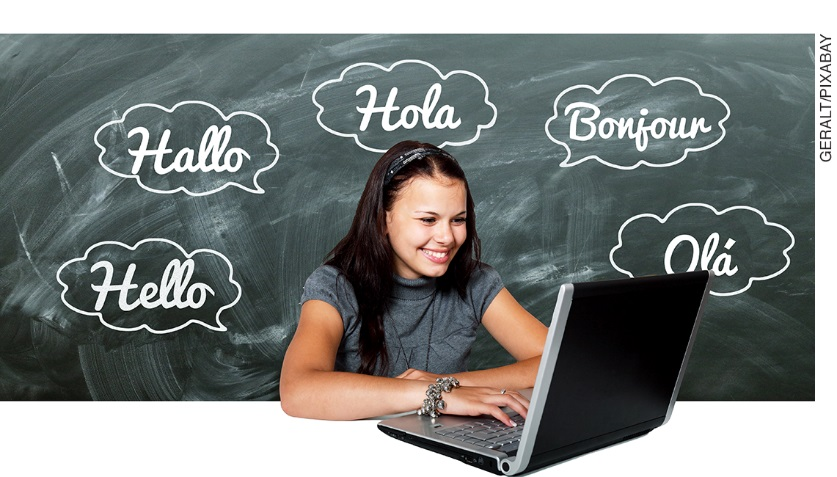 Hallo
Hola
Bonjour
Hello
Olá
GERALT/PIXABAY